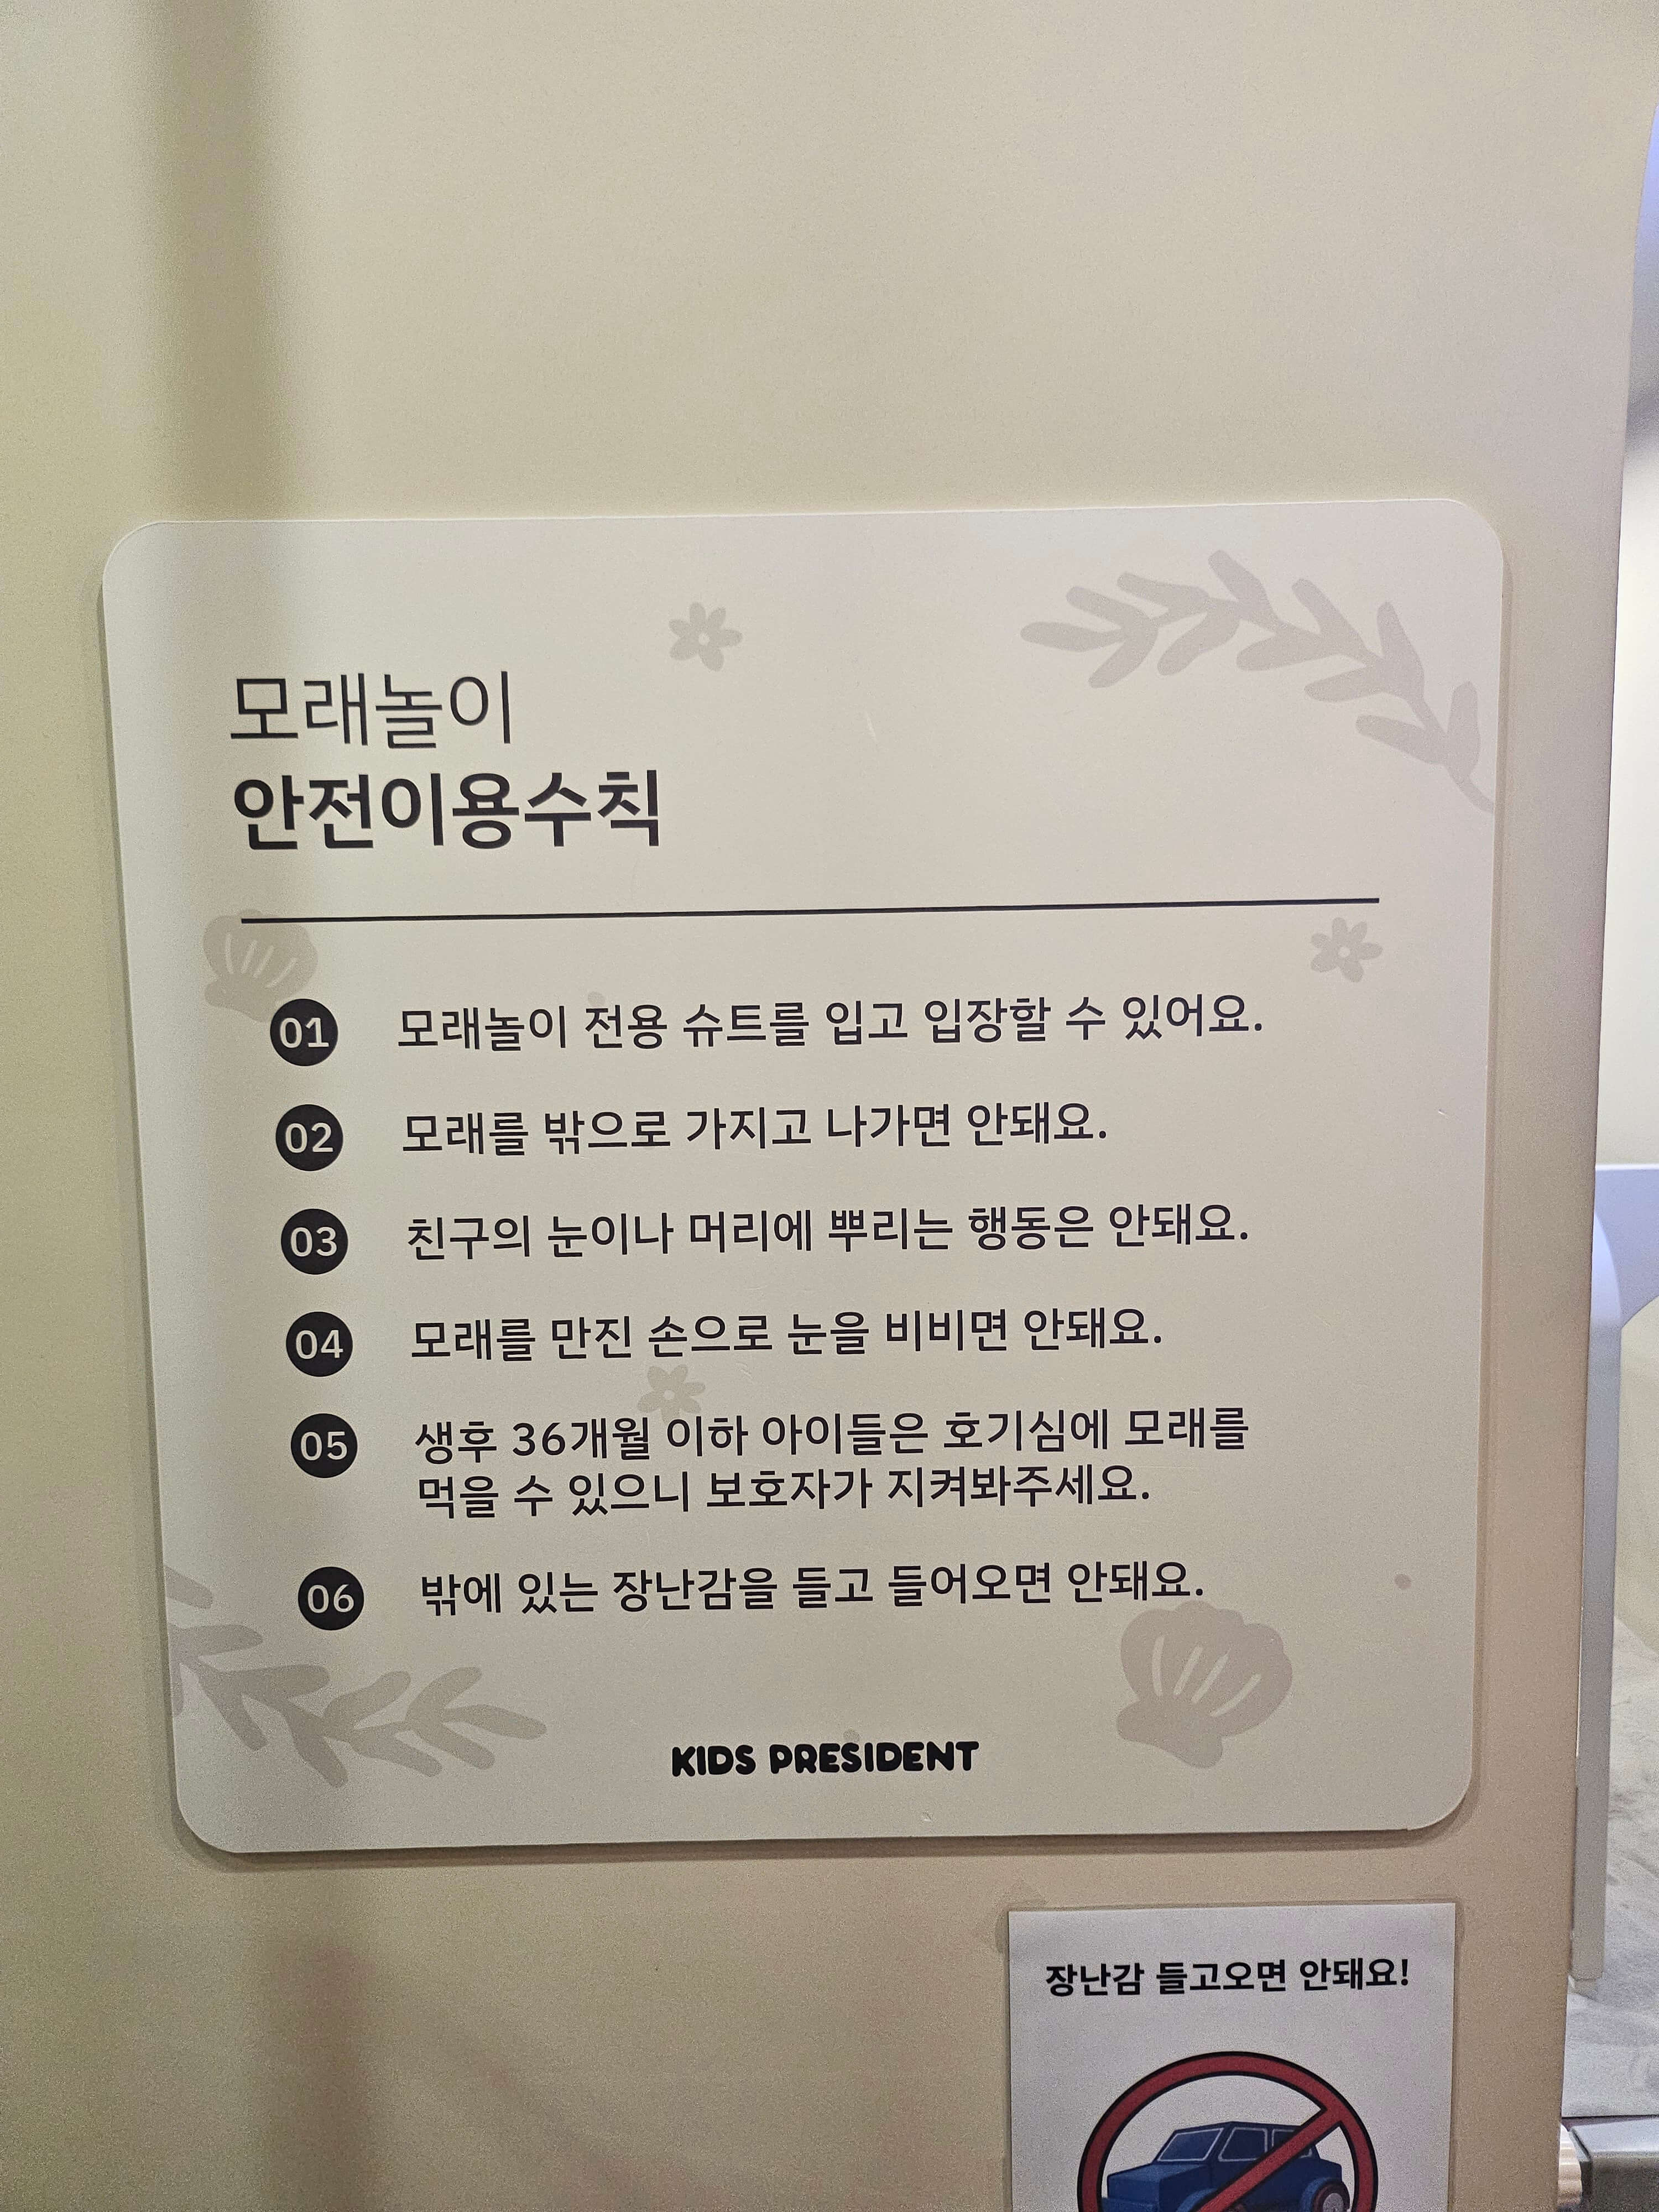 모래놀이
안전이용수칙
01 모래놀이 전용 슈트를 입고 입장할 수 있어요.
02 모래를 밖으로 가지고 나가면 안돼요.
03 친구의 눈이나 머리에 뿌리는 행동은 안돼요.
04 모래를 만진 손으로 눈을 비비면 안돼요.
05 생후 36개월 이하 아이들은 호기심에 모래를
먹을 수 있으니 보호자가 지켜봐주세요.
06 밖에 있는 장난감을 들고 들어오면 안돼요.
KIDS PRESIDENT
장난감 들고오면 안돼요!